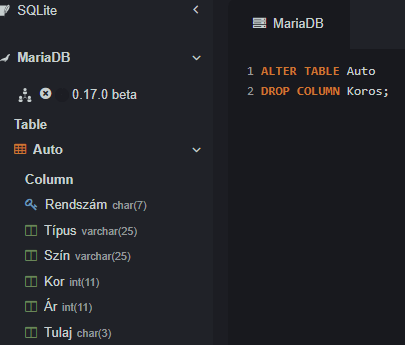 SQLite
MariaDB
0.17.0 beta
Table
Auto
Column
Rendszám char(7)
Típus varchar(25)
Szín varchar(25)
Kor int(11)
Ár int(11)
Tulaj char(3)
MariaDB
1 ALTER TABLE Auto
2 DROP COLUMN Koros;